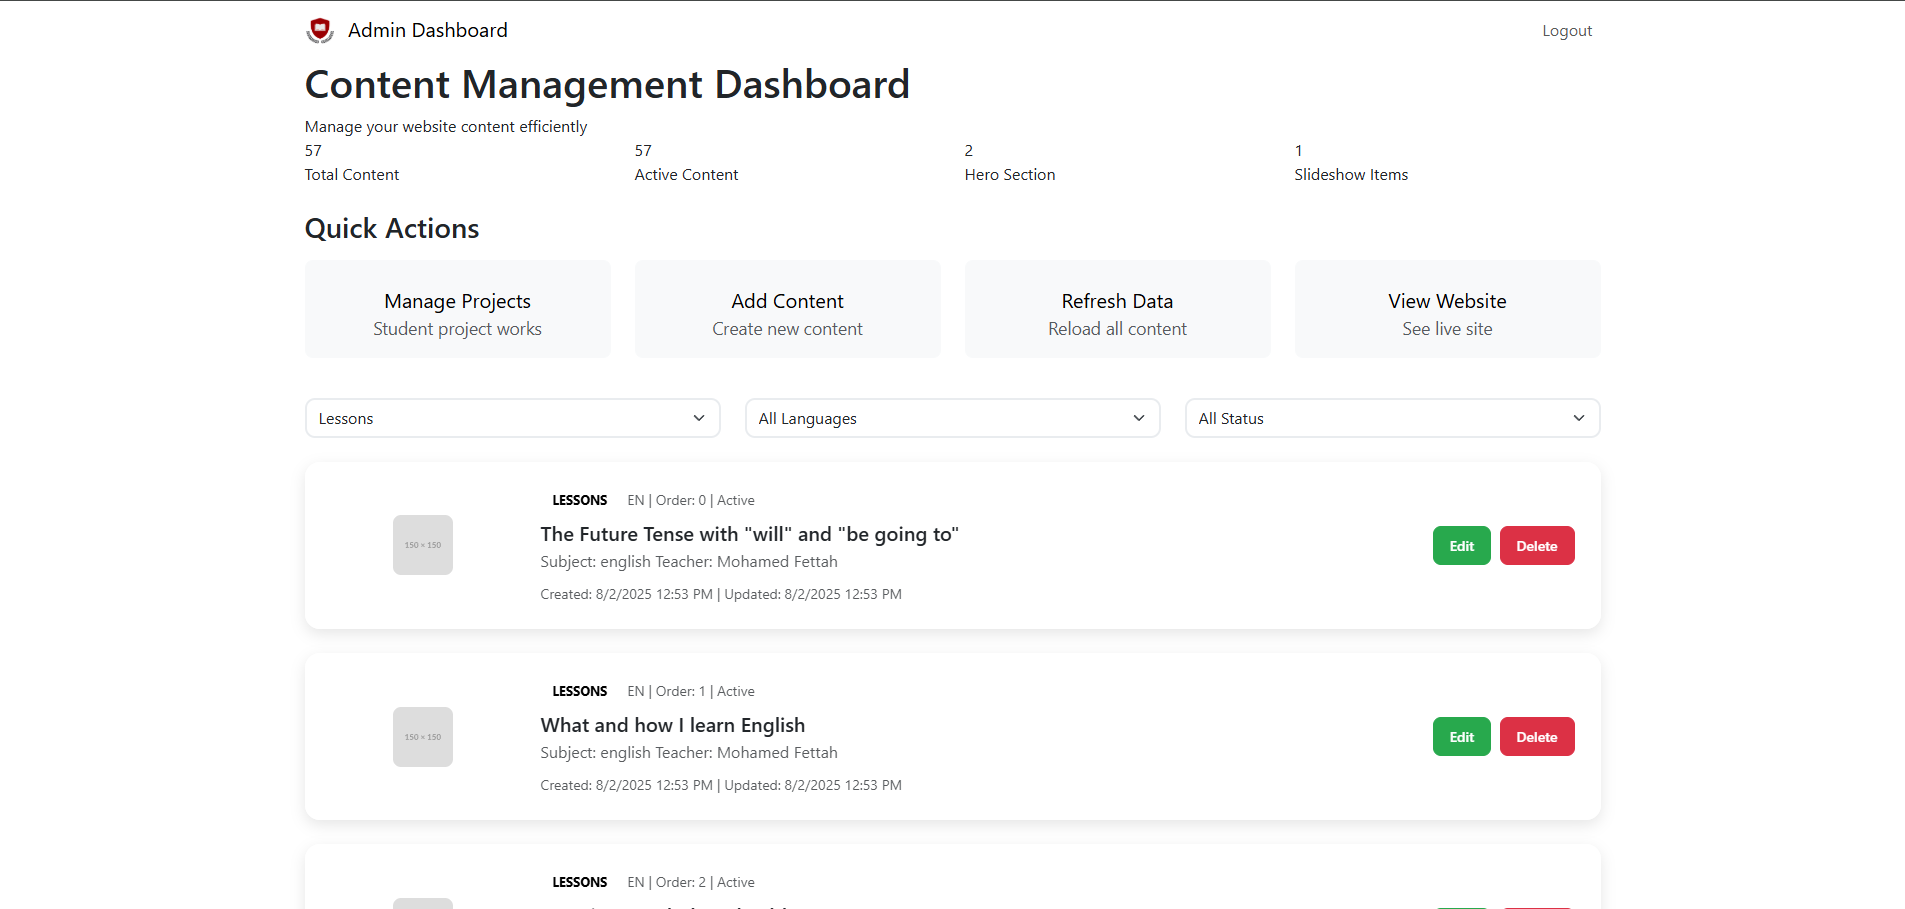 Admin Dashboard
Logout
Content Management Dashboard
Manage your website content efficiently
57
Total Content
57
Active Content
2
Hero Section
1
Slideshow Items
Quick Actions
Manage Projects
Student project works
Add Content
Create new content
Refresh Data
Reload all content
View Website
See live site
Lessons
All Languages
All Status
LESSONS EN | Order: 0 | Active
150 × 150
The Future Tense with "will" and "be going to"
Subject: english Teacher: Mohamed Fettah
Created: 8/2/2025 12:53 PM | Updated: 8/2/2025 12:53 PM
Edit
Delete
LESSONS EN | Order: 1 | Active
150 × 150
What and how I learn English
Subject: english Teacher: Mohamed Fettah
Created: 8/2/2025 12:53 PM | Updated: 8/2/2025 12:53 PM
Edit
Delete
LESSONS EN | Order: 2 | Active